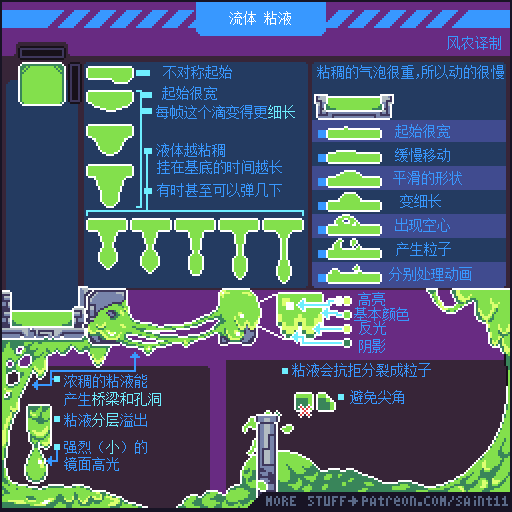 流体 粘液
风农译制
不对称起始
起始很宽
每帧这个滴变得更细长
液体越粘稠
挂在基底的时间越长
有时甚至可以弹几下
粘稠的气泡很重,所以动的很慢
起始很宽
缓慢移动
平滑的形状
变细长
出现空心
产生粒子
分别处理动画
高亮
基本颜色
反光
阴影
浓稠的粘液能
产生桥梁和孔洞
粘液分层溢出
强烈（小）的
镜面高光
粘液会抗拒分裂成粒子
避免尖角
MORE STUFF→PATREON.COM/SAINT11